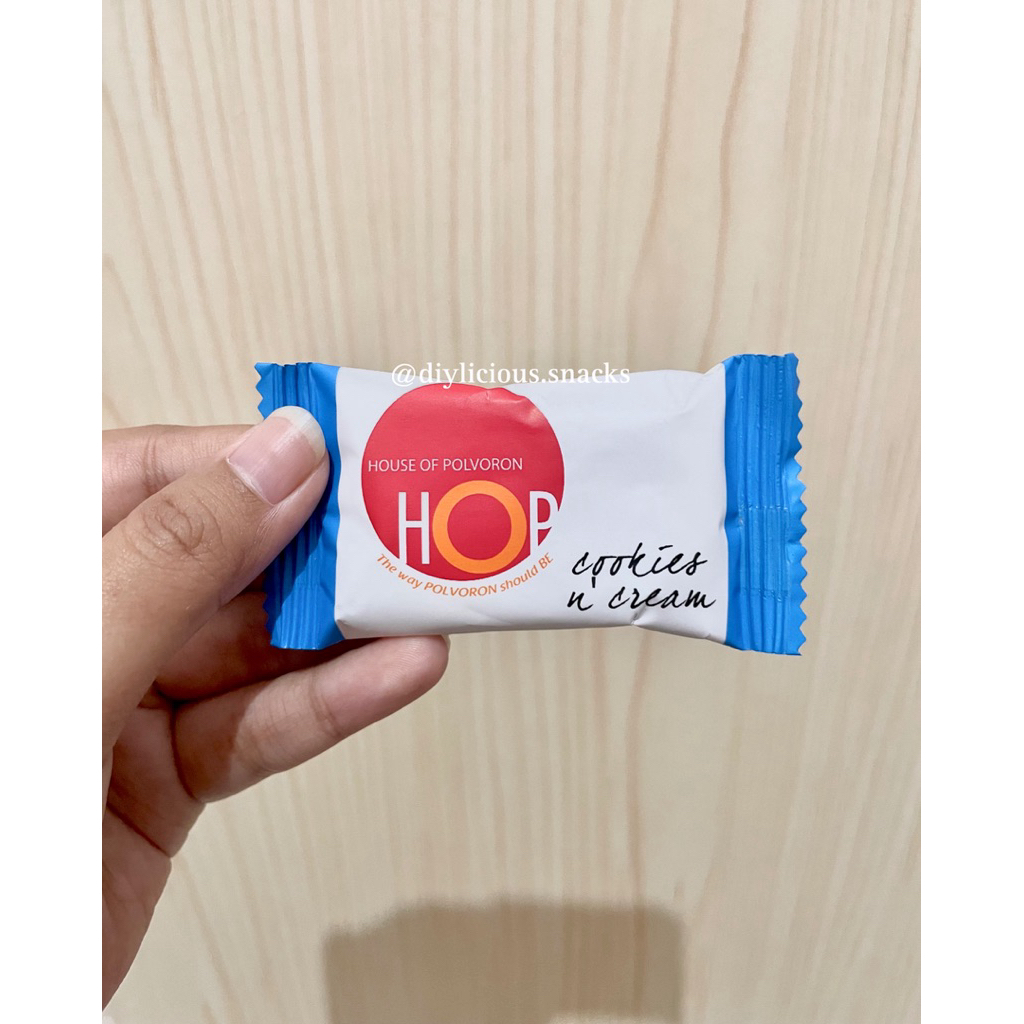 @diylicious.snacks
HOUSE OF POLVORON
HOP
The way POLVORON should BE
cookies
n' cream